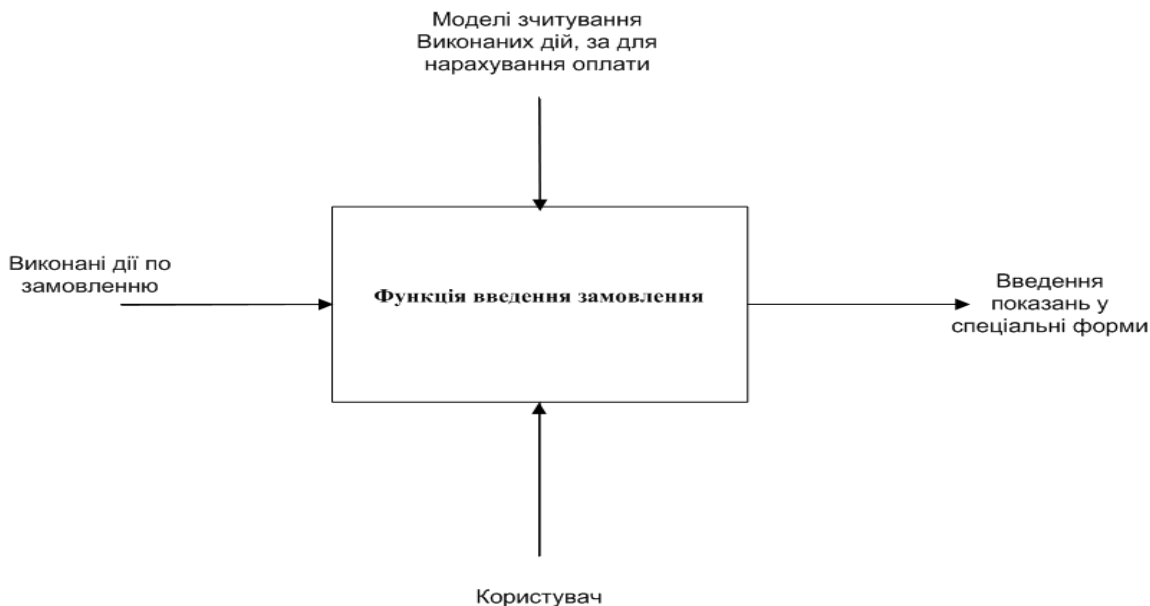 Моделі зчитування
Виконаних дій, за для
нарахування оплати
Виконані дії по
замовленню
Функція введення замовлення
Введення
показань у
спеціальні форми
Користувач